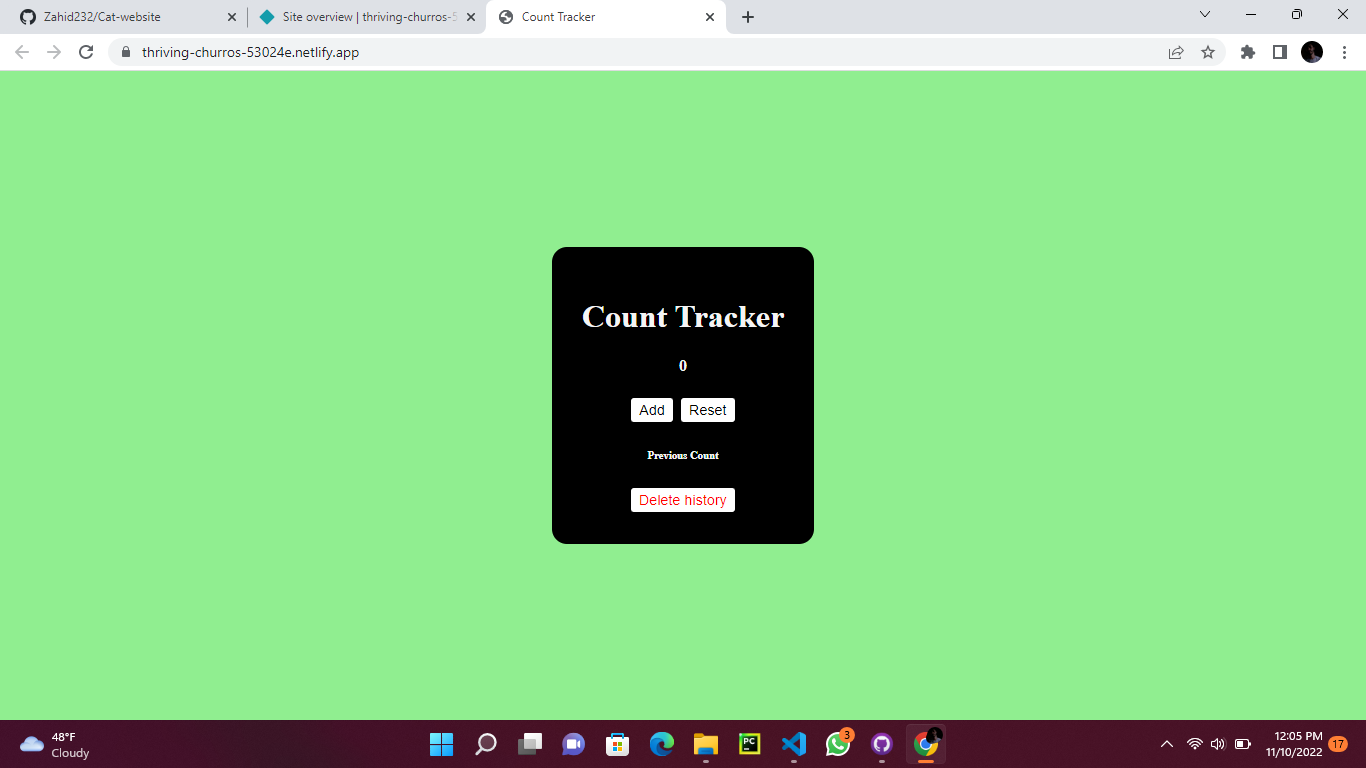 Zahid232/Cat-website
Site overview | thriving-churros-5
Count Tracker
thriving-churros-53024e.netlify.app
Count Tracker
0
Add Reset
Previous Count
Delete history
48°F
Cloudy
PC
3
12:05 PM
11/10/2022
17